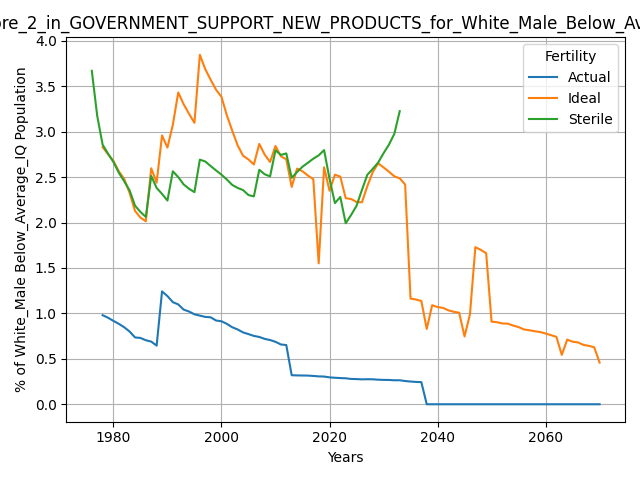 ore_2_in_GOVERNMENT_SUPPORT_NEW_PRODUCTS_for_White_Male_Below_Av
% of White_Male Below_Average_IQ Population
4.0
3.5
3.0
2.5
2.0
1.5
1.0
0.5
0.0
Fertility
Actual
Ideal
Sterile
1980
2000
2020
2040
2060
Years